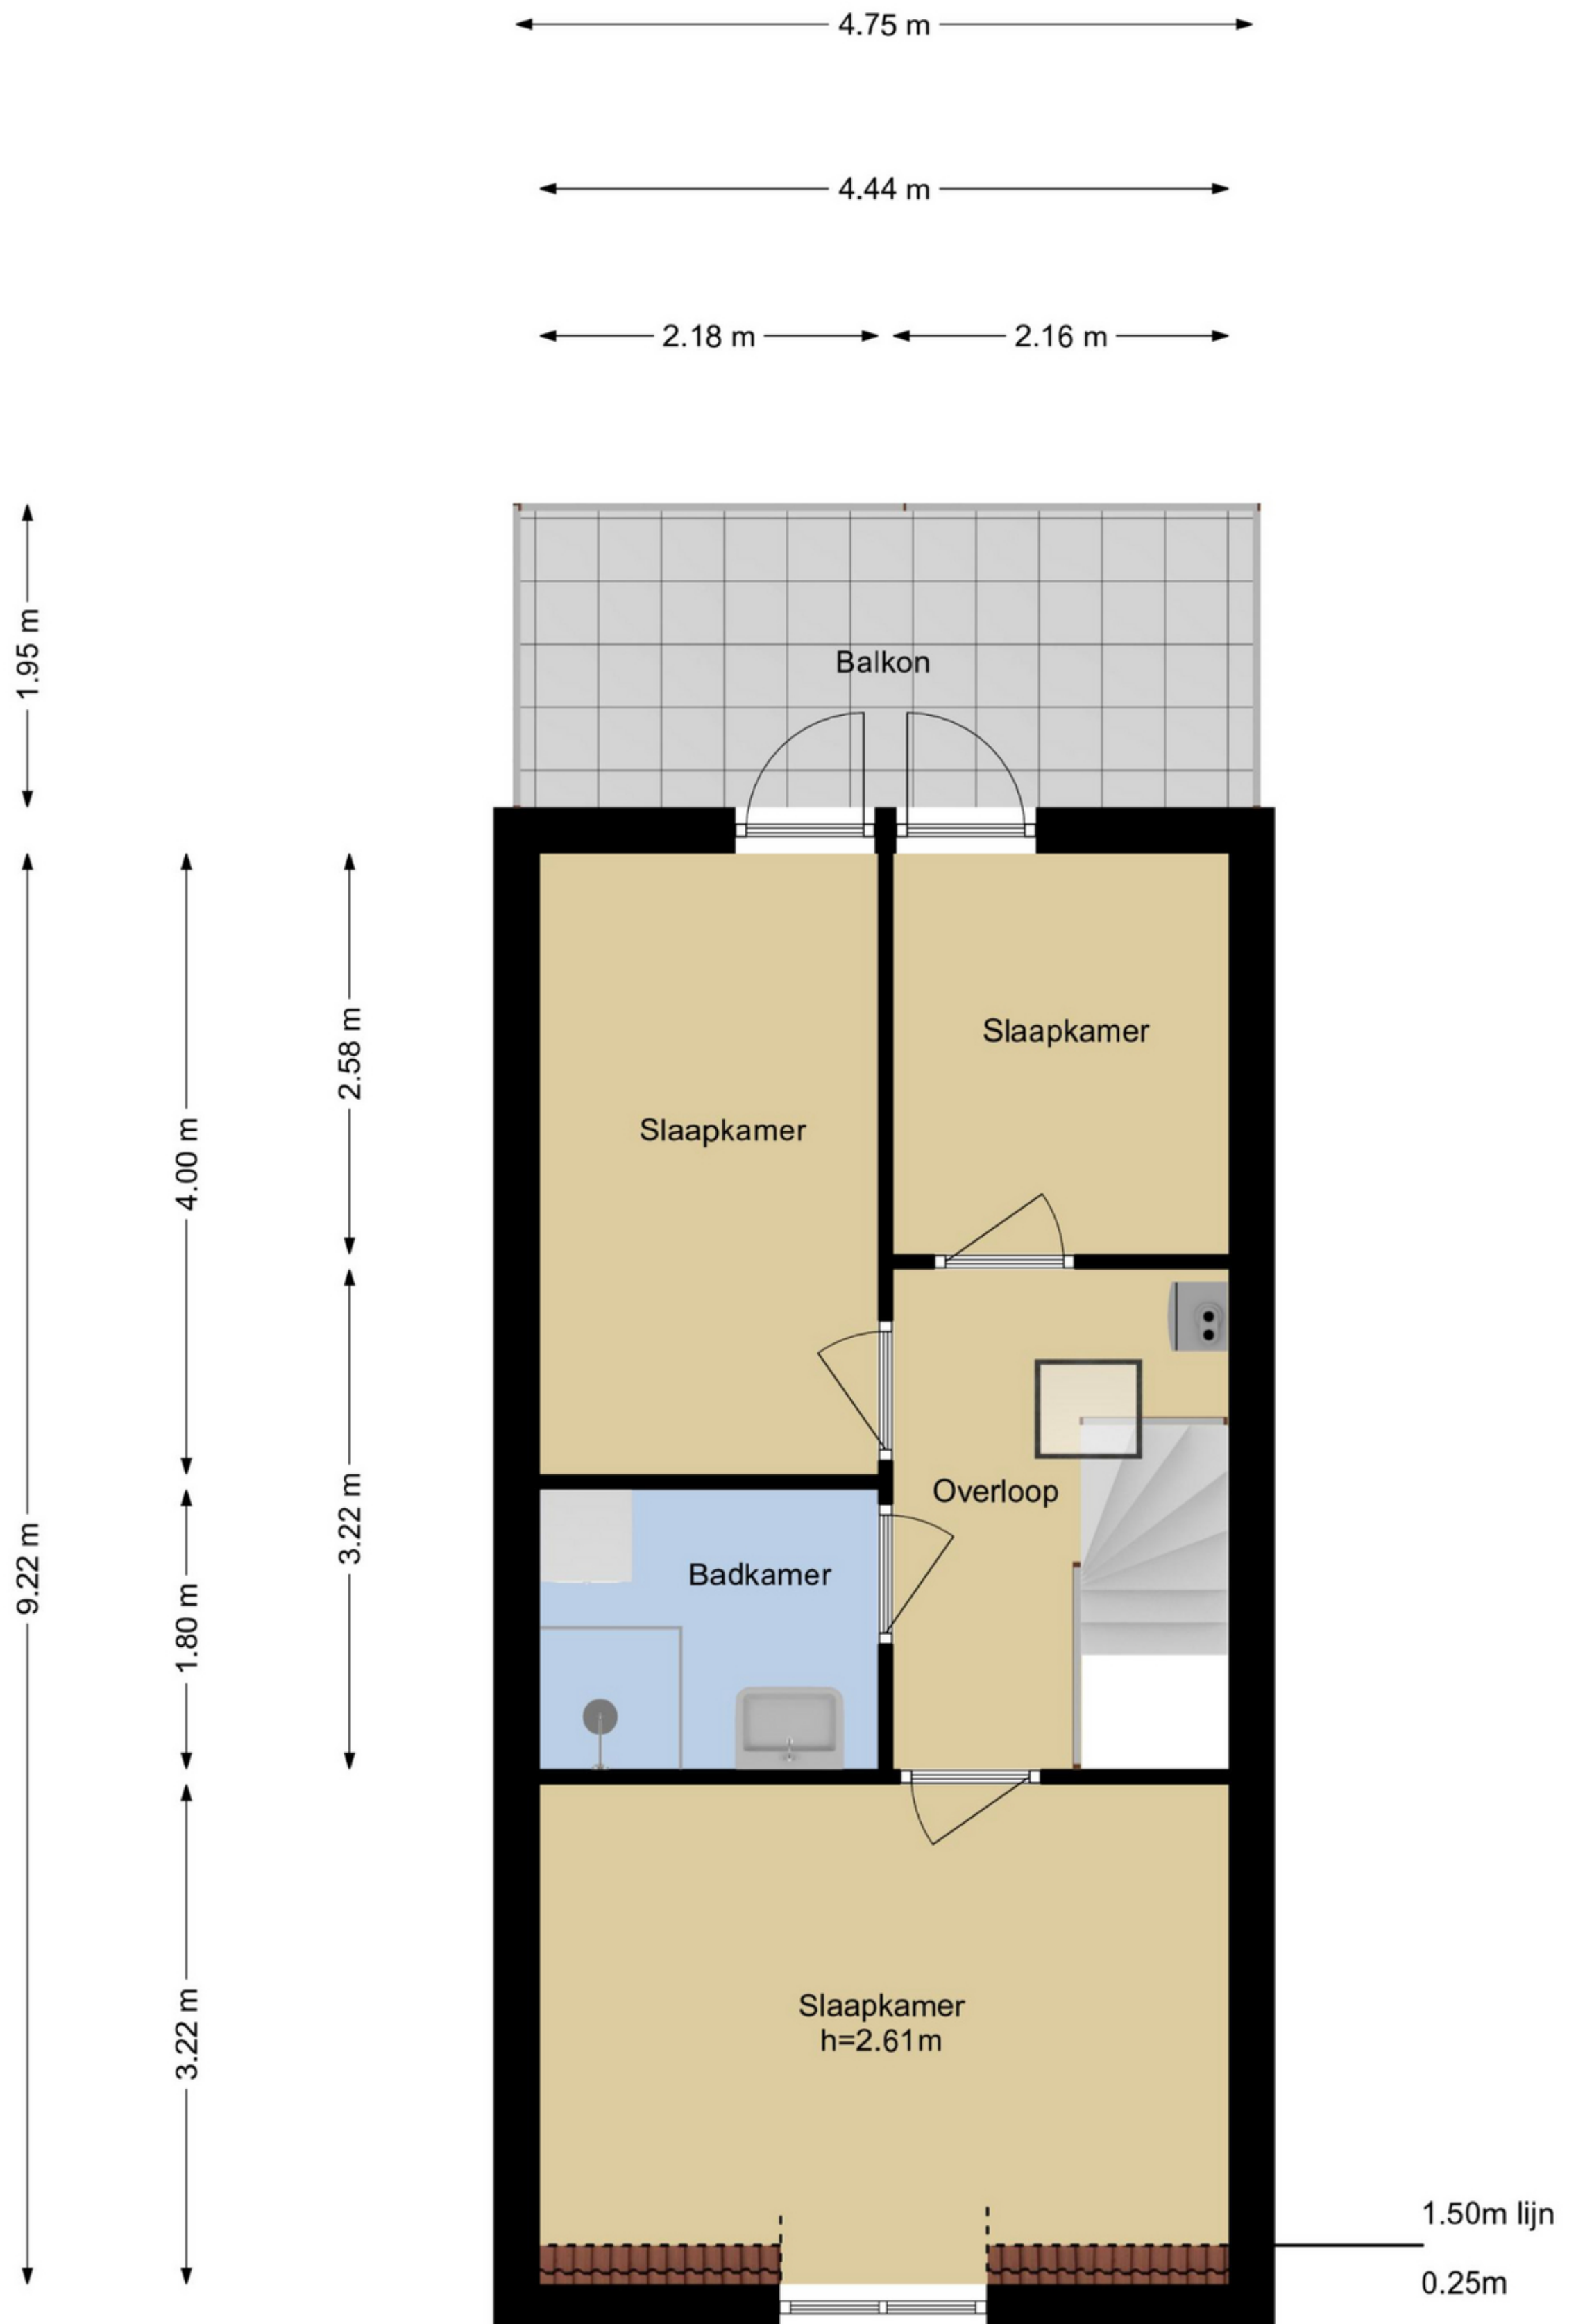 4.75 m
4.44 m
2.18 m
2.16 m
1.95 m
Balkon
9.22 m
4.00 m
2.58 m
Slaapkamer
Slaapkamer
3.22 m
Overloop
1.80 m
Badkamer
3.22 m
Slaapkamer
h=2.61m
1.50m lijn
0.25m